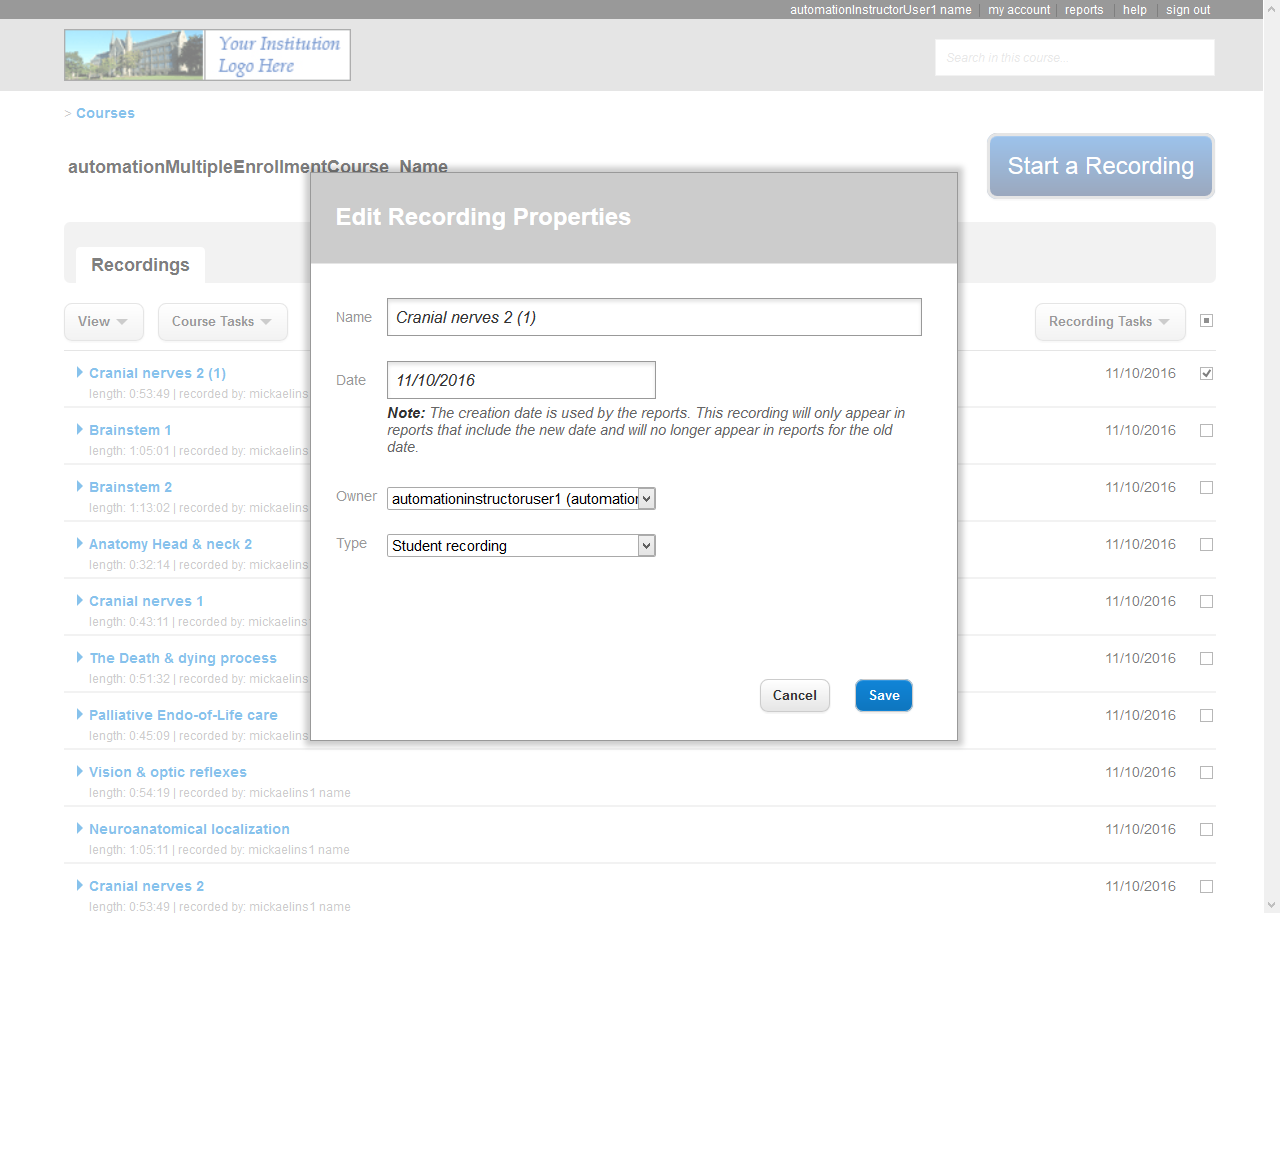 automationInstructorUser1 name | my account | reports | help | sign out
Your Institution
Logo Here
Search in this course...
> Courses
automationMultipleEnrollmentCourse_Name
Start a Recording
Recordings
View
Course Tasks
Recording Tasks
Edit Recording Properties
Name
Cranial nerves 2 (1)
Date
11/10/2016
Note: The creation date is used by the reports. This recording will only appear in
reports that include the new date and will no longer appear in reports for the old
date.
Owner
automationinstructoruser1 (automation
Type
Student recording
Cancel
Save
Cranial nerves 2 (1)
11/10/2016
length: 0:53:49 | recorded by: mickaelins
Brainstem 1
11/10/2016
length: 1:05:01 | recorded by: mickaelins
Brainstem 2
11/10/2016
length: 1:13:02 | recorded by: mickaelins
Anatomy Head & neck 2
11/10/2016
length: 0:32:14 | recorded by: mickaelins
Cranial nerves 1
11/10/2016
length: 0:43:11 | recorded by: mickaelins
The Death & dying process
11/10/2016
length: 0:51:32 | recorded by: mickaelins
Palliative Endo-of-Life care
11/10/2016
length: 0:45:09 | recorded by: mickaelins
Vision & optic reflexes
11/10/2016
length: 0:54:19 | recorded by: mickaelins1 name
Neuroanatomical localization
11/10/2016
length: 1:05:11 | recorded by: mickaelins1 name
Cranial nerves 2
11/10/2016
length: 0:53:49 | recorded by: mickaelins1 name